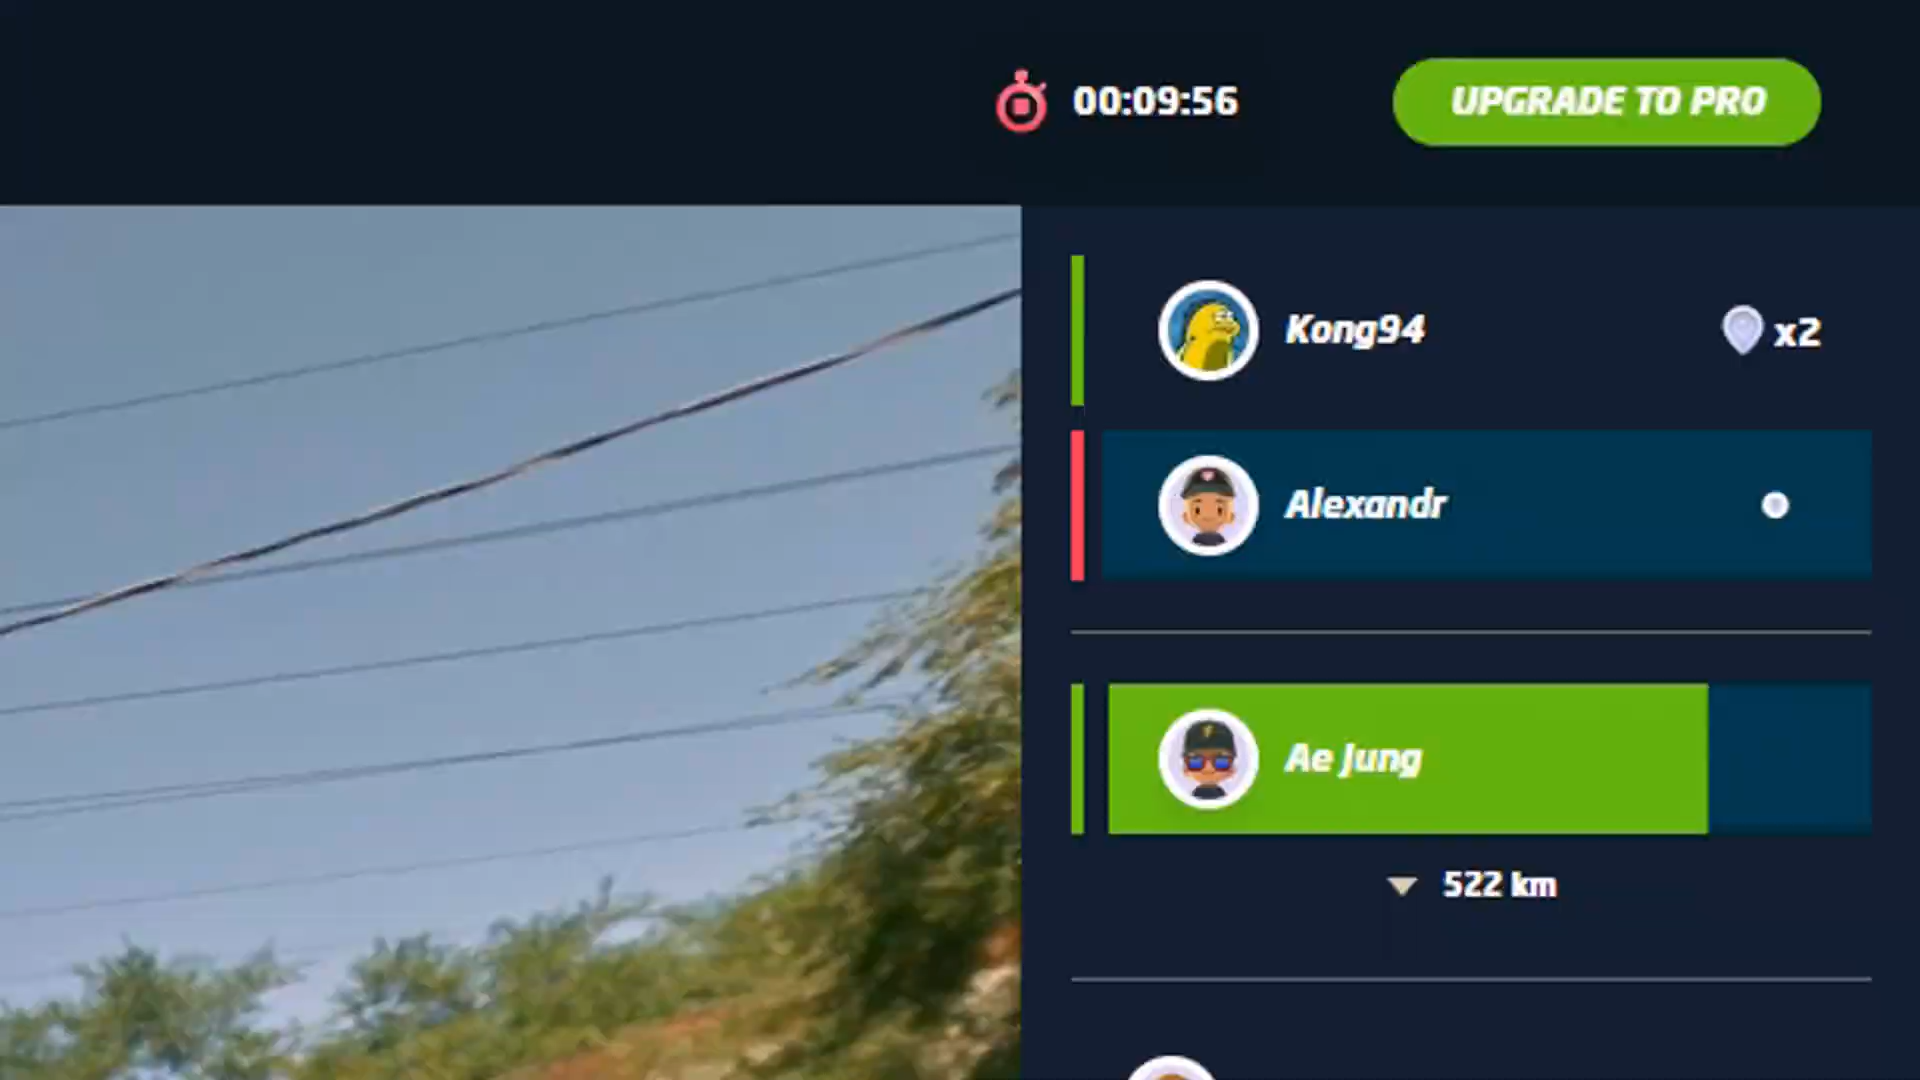 00:09:56
UPGRADE TO PRO
Kong94
x2
Alexandr
Ae Jung
522 km